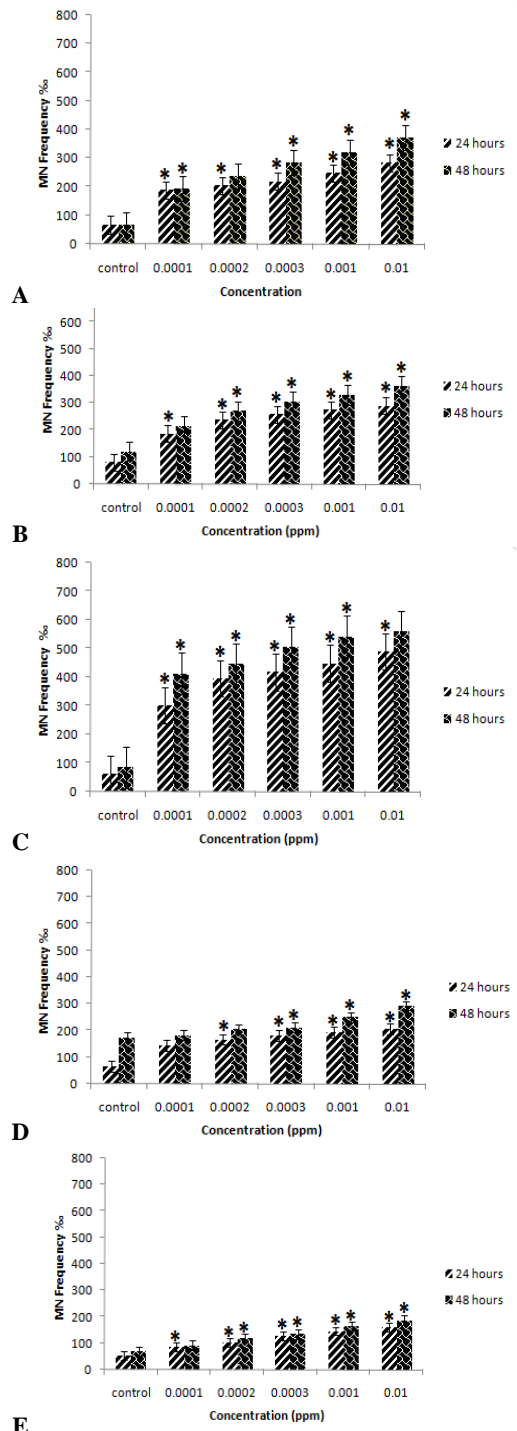 800
700
600
500
400
300
200
100
0
MN Frequency ‰
* * * * * * * * *
control 0.0001 0.0002 0.0003 0.001 0.01
Concentration
24 hours
48 hours
A
600
500
400
300
200
100
0
MN Frequency ‰
* * * * * * * * *
control 0.0001 0.0002 0.0003 0.001 0.01
Concentration (ppm)
24 hours
48 hours
B
800
700
600
500
400
300
200
100
0
MN Frequency ‰
* * * * * * * * *
control 0.0001 0.0002 0.0003 0.001 0.01
Concentration (ppm)
24 hours
48 hours
C
800
700
600
500
400
300
200
100
0
MN Frequency ‰
* * * * * * *
control 0.0001 0.0002 0.0003 0.001 0.01
Concentration (ppm)
24 hours
48 hours
D
800
700
600
500
400
300
200
100
0
MN Frequency ‰
* * * * * * * * *
control 0.0001 0.0002 0.0003 0.001 0.01
Concentration (ppm)
24 hours
48 hours
E